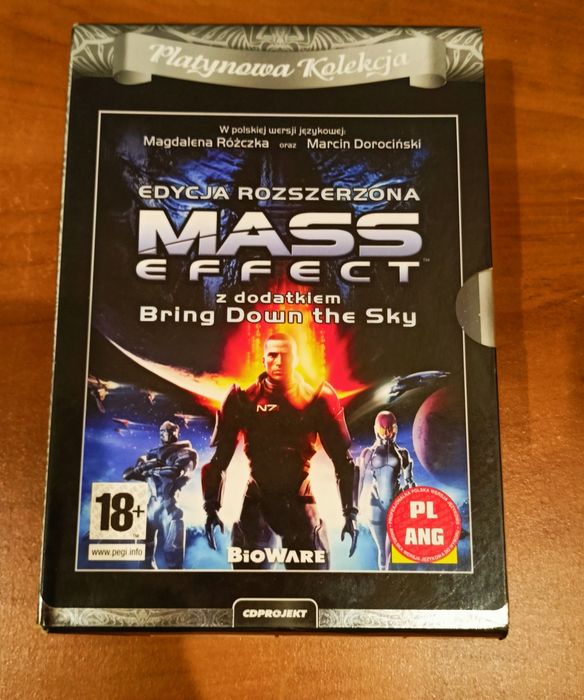 Platynowa Kolekcja
W polskiej wersji językowej:
Magdalena Różczka oraz Marcin Dorociński
EDYCJA ROZSZERZONA
MASS
EFFECT™
z dodatkiem
Bring Down the Sky
N7
18+
www.pegi.info
BIOWARE
PL
ANG
CDPROJEKT